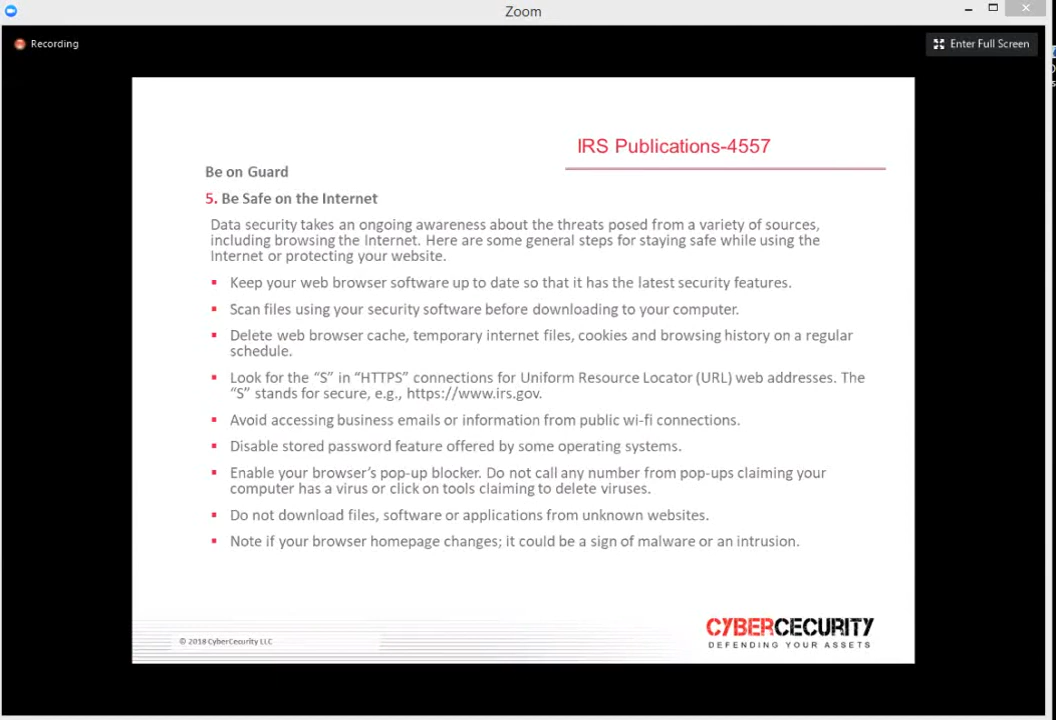 Zoom
Recording
Enter Full Screen
IRS Publications-4557
Be on Guard
5. Be Safe on the Internet
Data security takes an ongoing awareness about the threats posed from a variety of sources,
including browsing the Internet. Here are some general steps for staying safe while using the
Internet or protecting your website.
Keep your web browser software up to date so that it has the latest security features.
Scan files using your security software before downloading to your computer.
Delete web browser cache, temporary internet files, cookies and browsing history on a regular
schedule.
Look for the “S” in “HTTPS” connections for Uniform Resource Locator (URL) web addresses. The
“S” stands for secure, e.g., https://www.irs.gov.
Avoid accessing business emails or information from public wi-fi connections.
Disable stored password feature offered by some operating systems.
Enable your browser’s pop-up blocker. Do not call any number from pop-ups claiming your
computer has a virus or click on tools claiming to delete viruses.
Do not download files, software or applications from unknown websites.
Note if your browser homepage changes; it could be a sign of malware or an intrusion.
© 2018 CyberCecurity LLC
CYBERCECURITY
DEFENDING YOUR ASSETS